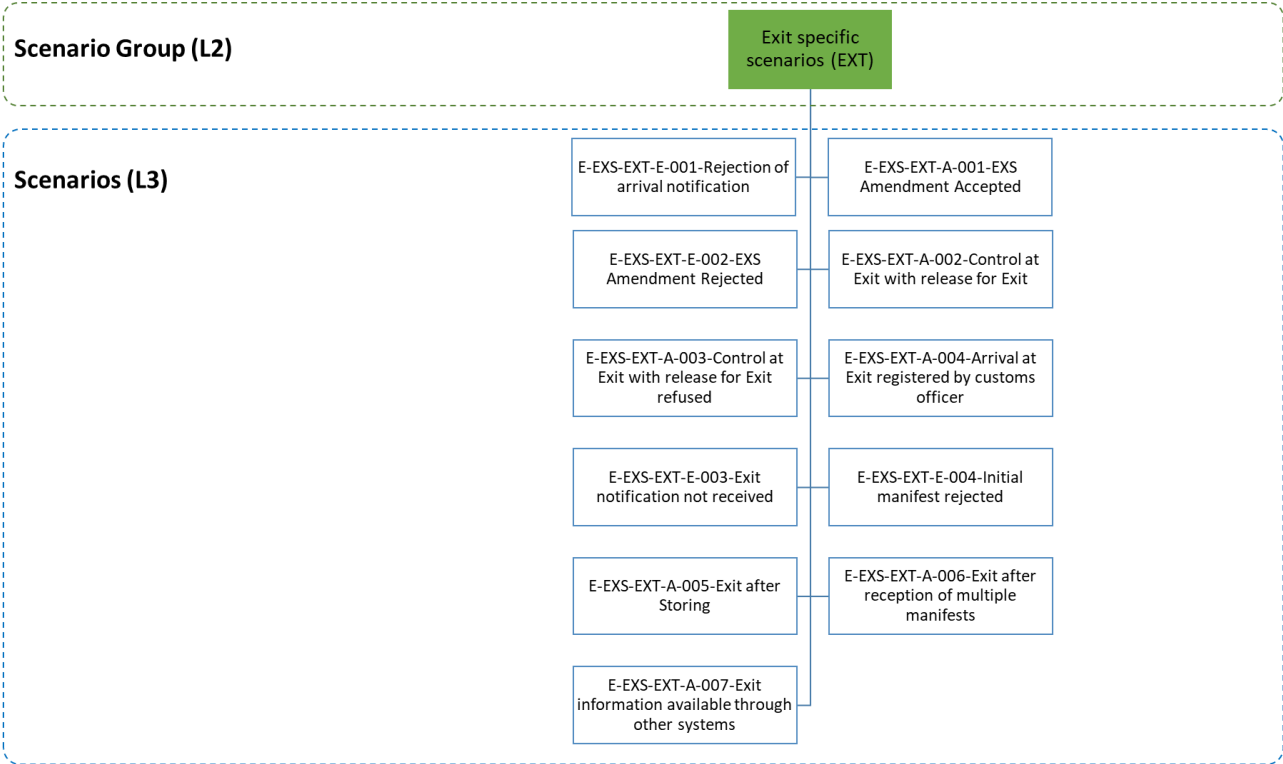 Scenario Group (L2)
Exit specific
scenarios (EXT)
Scenarios (L3)
E-EXS-EXT-E-001-Rejection of
arrival notification
E-EXS-EXT-A-001-EXS
Amendment Accepted
E-EXS-EXT-E-002-EXS
Amendment Rejected
E-EXS-EXT-A-002-Control at
Exit with release for Exit
E-EXS-EXT-A-003-Control at
Exit with release for Exit
refused
E-EXS-EXT-A-004-Arrival at
Exit registered by customs
officer
E-EXS-EXT-E-003-Exit
notification not received
E-EXS-EXT-E-004-Initial
manifest rejected
E-EXS-EXT-A-005-Exit after
Storing
E-EXS-EXT-A-006-Exit after
reception of multiple
manifests
E-EXS-EXT-A-007-Exit
information available through
other systems